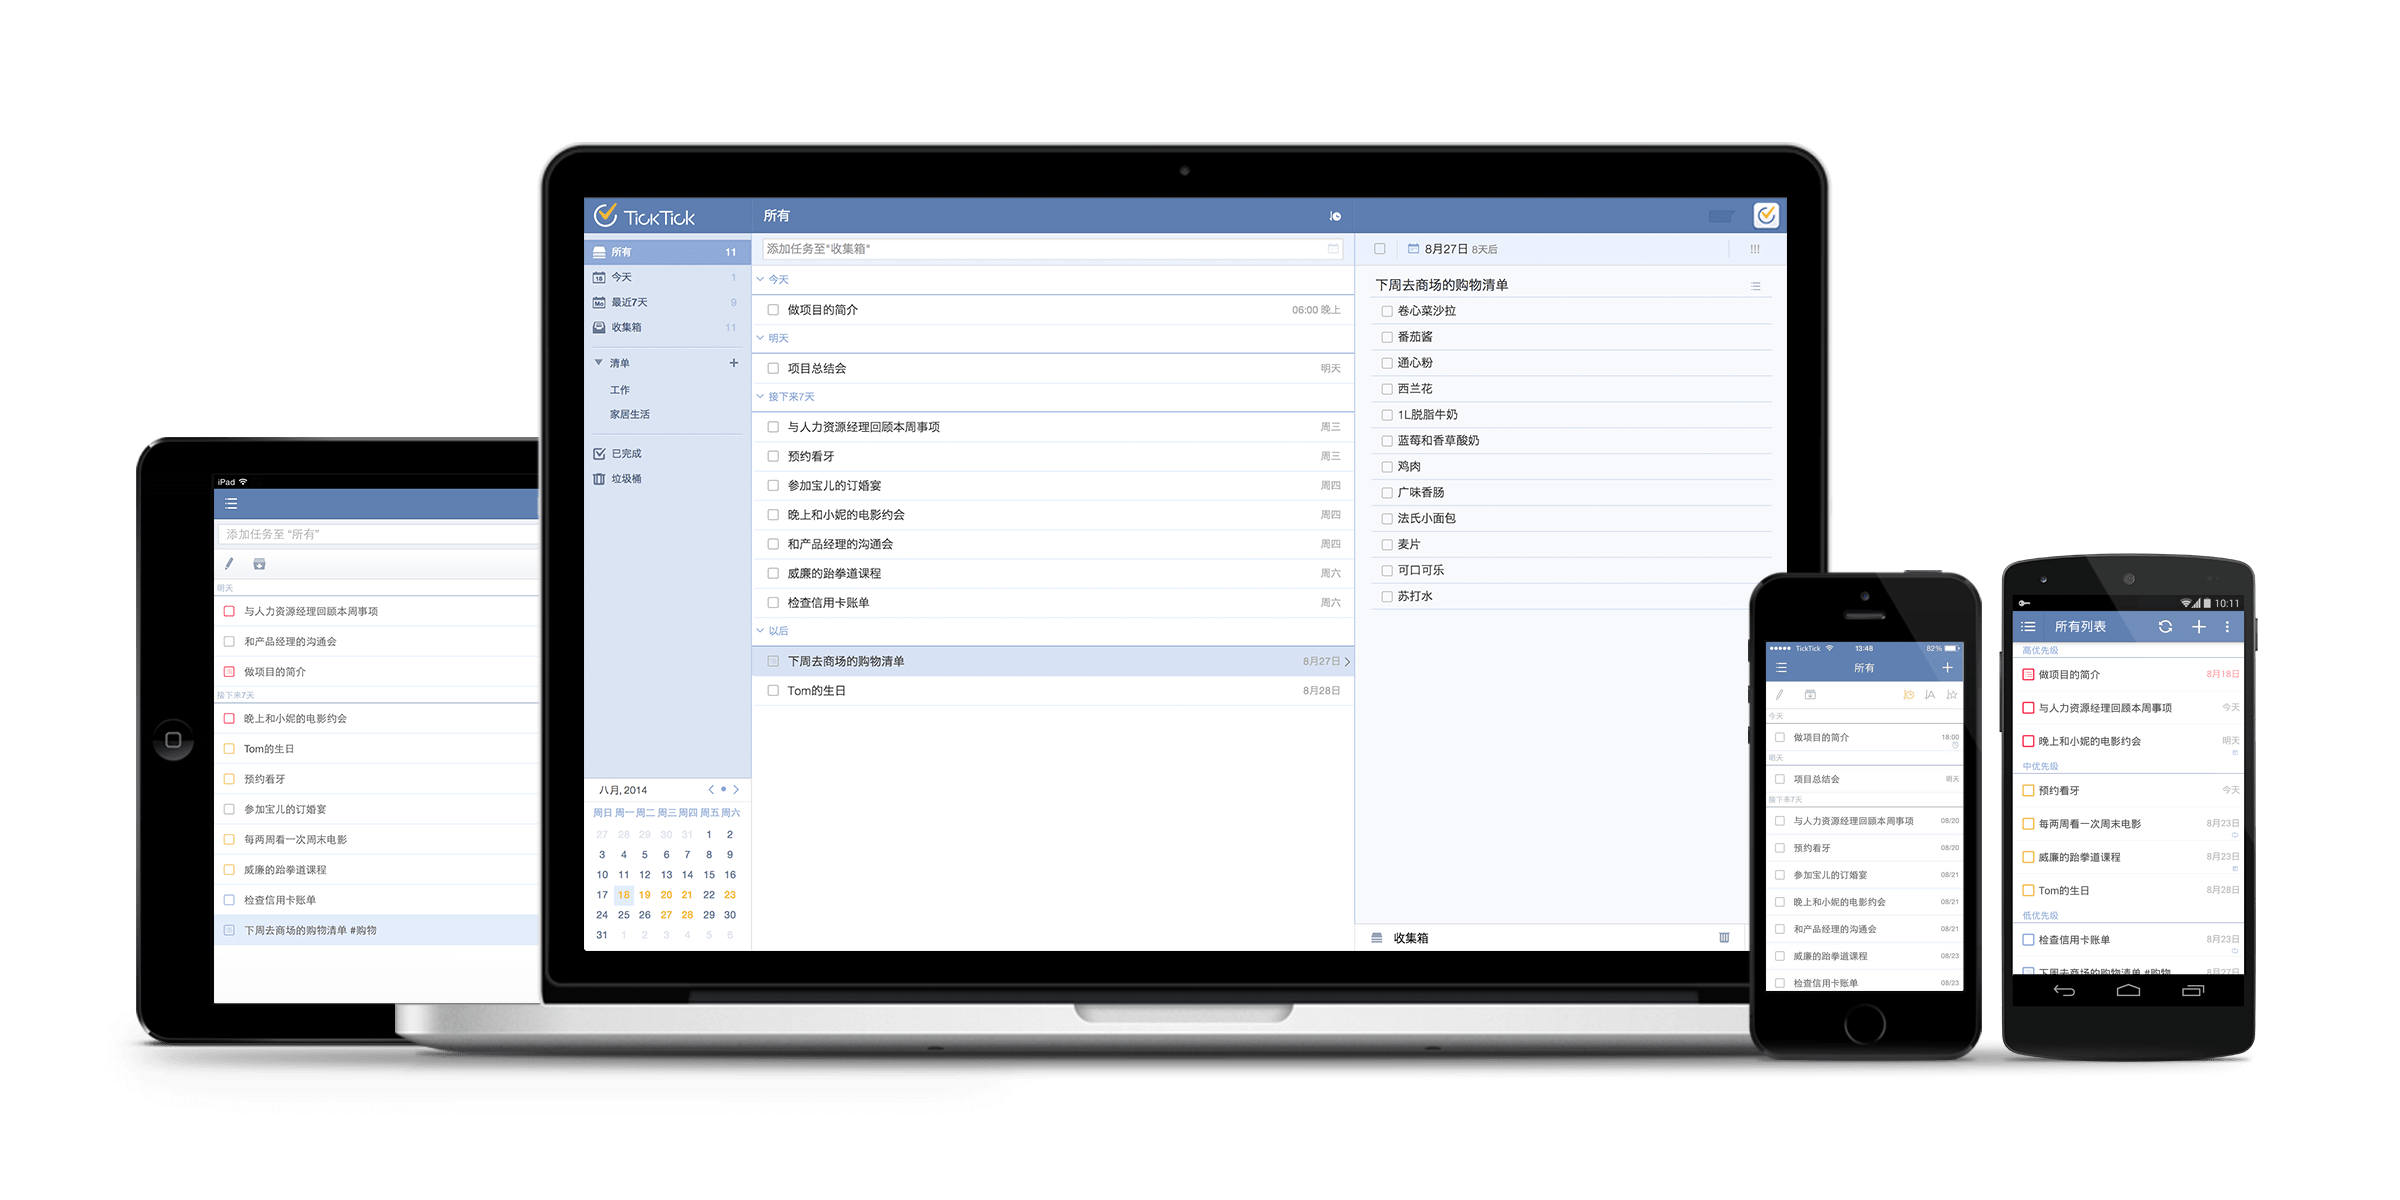 TickTick
所有
所有 11
今天 1
最近7天 9
收集箱 11
清单
工作
家居生活
已完成
垃圾桶
八月, 2014
周日 周一 周二 周三 周四 周五 周六
27 28 29 30 31 1 2
3 4 5 6 7 8 9
10 11 12 13 14 15 16
17 18 19 20 21 22 23
24 25 26 27 28 29 30
31 1 2 3 4 5 6
添加任务至"收集箱"
今天
做项目的简介 06:00 晚上
明天
项目总结会 明天
接下来7天
与人力资源经理回顾本周事项 周三
预约看牙 周三
参加宝儿的订婚宴 周四
晚上和小妮的电影约会 周四
和产品经理的沟通会 周四
威廉的跆拳道课程 周六
检查信用卡账单 周六
以后
下周去商场的购物清单 8月27日
Tom的生日 8月28日
8月27日 8天后 !!!
下周去商场的购物清单
卷心菜沙拉
番茄酱
通心粉
西兰花
1L脱脂牛奶
蓝莓和香草酸奶
鸡肉
广味香肠
法氏小面包
麦片
可口可乐
苏打水
收集箱
iPad
添加任务至 "所有"
明天
与人力资源经理回顾本周事项
和产品经理的沟通会
做项目的简介
接下来7天
晚上和小妮的电影约会
Tom的生日
预约看牙
参加宝儿的订婚宴
每两周看一次周末电影
威廉的跆拳道课程
检查信用卡账单
下周去商场的购物清单 #购物
TickTick 13:48 82%
所有
今天
做项目的简介 18:00
明天
项目总结会 明天
接下来7天
与人力资源经理回顾本周事项 08/20
预约看牙 08/20
参加宝儿的订婚宴 08/21
晚上和小妮的电影约会 08/21
和产品经理的沟通会 08/21
威廉的跆拳道课程 08/23
检查信用卡账单 08/23
10:11
所有列表
高优先级
做项目的简介 8月18日
与人力资源经理回顾本周事项 今天
晚上和小妮的电影约会 明天
中优先级
预约看牙 今天
每两周看一次周末电影 8月23日
威廉的跆拳道课程 8月23日
Tom的生日 8月28日
低优先级
检查信用卡账单 8月23日
下周去商场的购物清单 #购物 8月27日